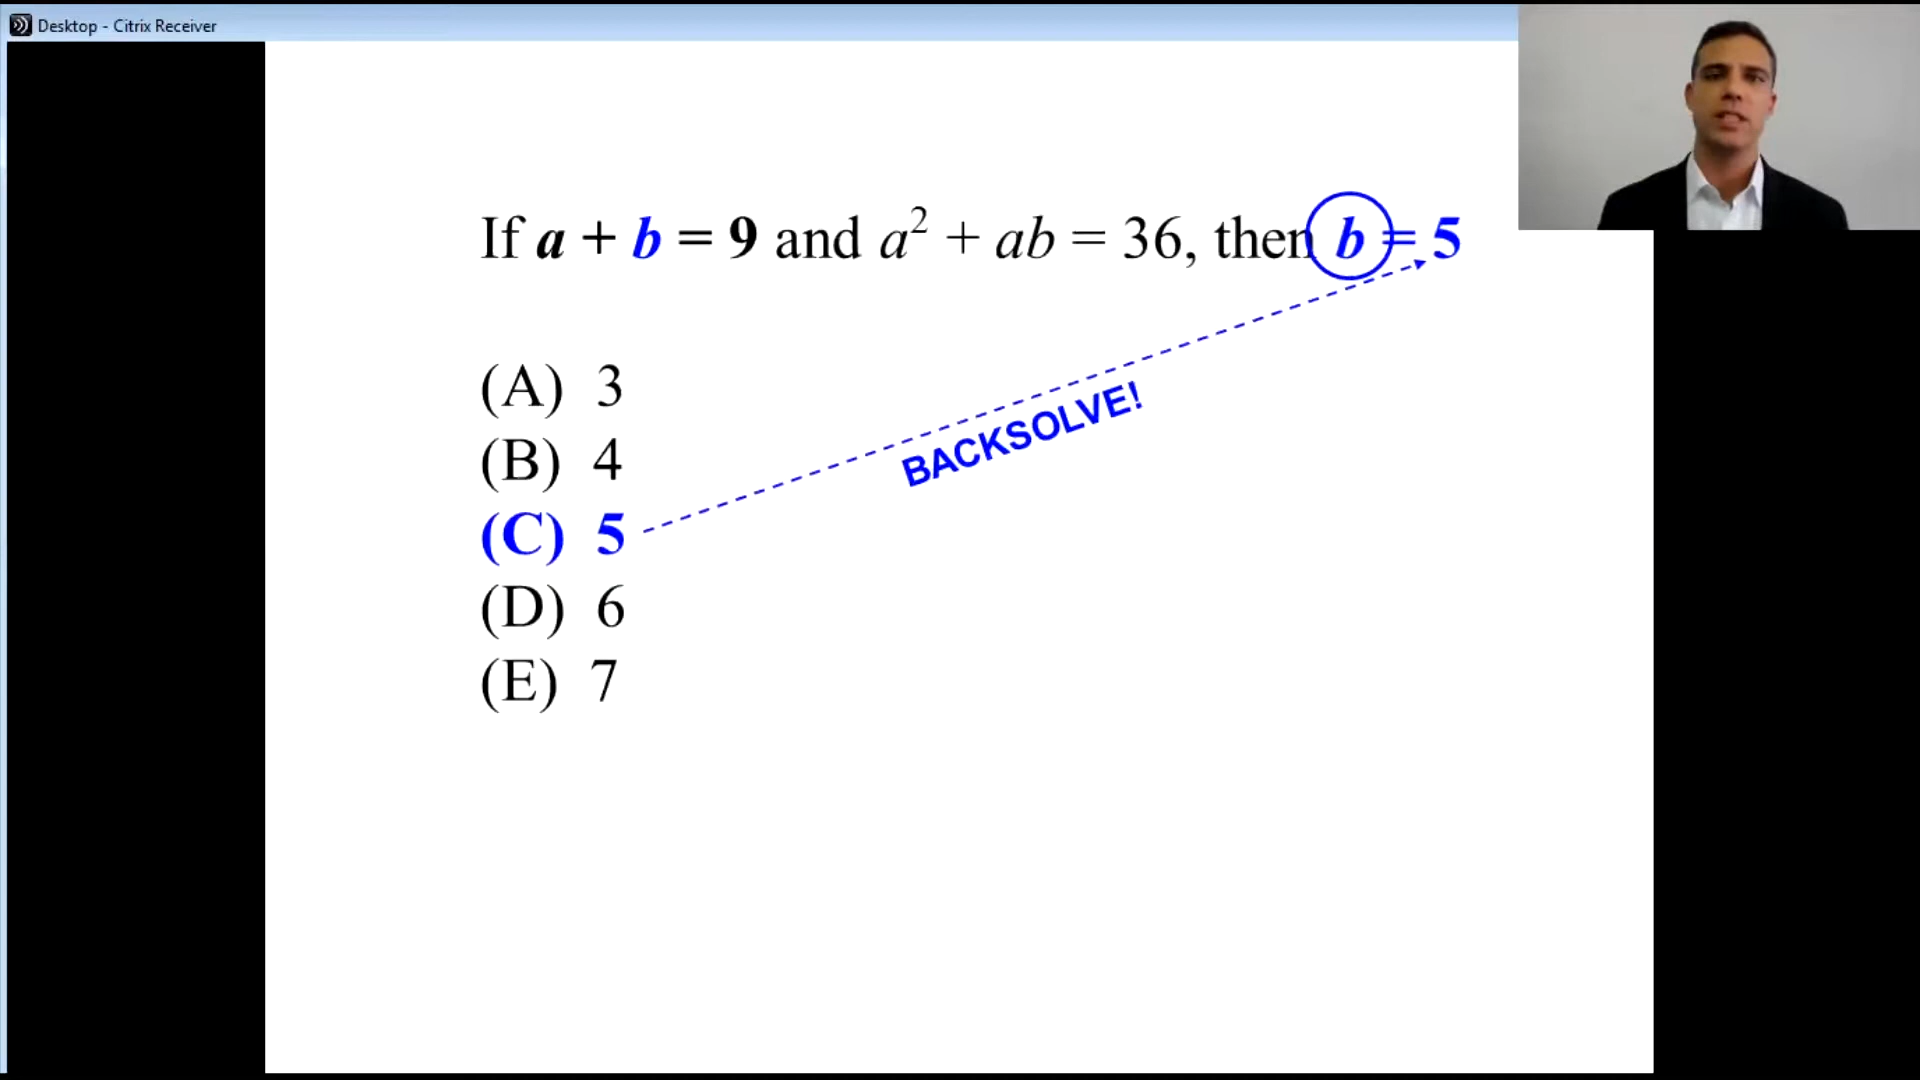 Desktop - Citrix Receiver
If a + b = 9 and a² + ab = 36, then b = 5
(A) 3
(B) 4
(C) 5
(D) 6
(E) 7
BACKSOLVE!